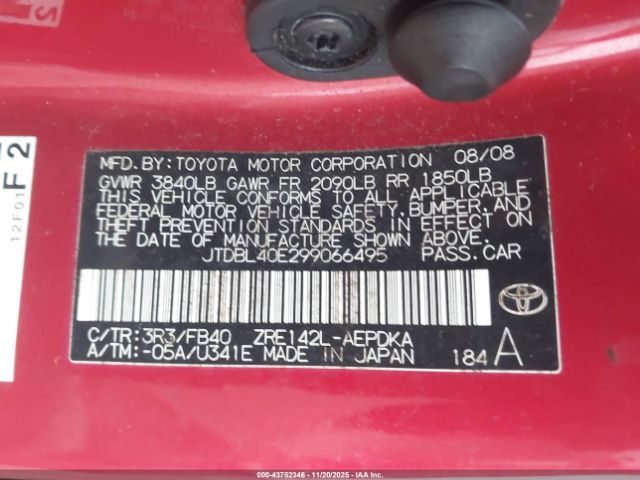 S
F2
12F01
MFD. BY: TOYOTA MOTOR CORPORATION 08/08
GVWR 3840LB GAWR FR 2090LB RR 1850LB
THIS VEHICLE CONFORMS TO ALL APPLICABLE
FEDERAL MOTOR VEHICLE SAFETY, BUMPER, AND
THEFT PREVENTION STANDARDS IN EFFECT ON
THE DATE OF MANUFACTURE SHOWN ABOVE.
JTDBL40E299066495 PASS. CAR
C/TR: 3R3/FB40 ZRE142L-AEPDKA
A/TM: -05A/U341E MADE IN JAPAN 184 A
TOYOTA
000-43752346 - 11/20/2025 - IAA Inc.